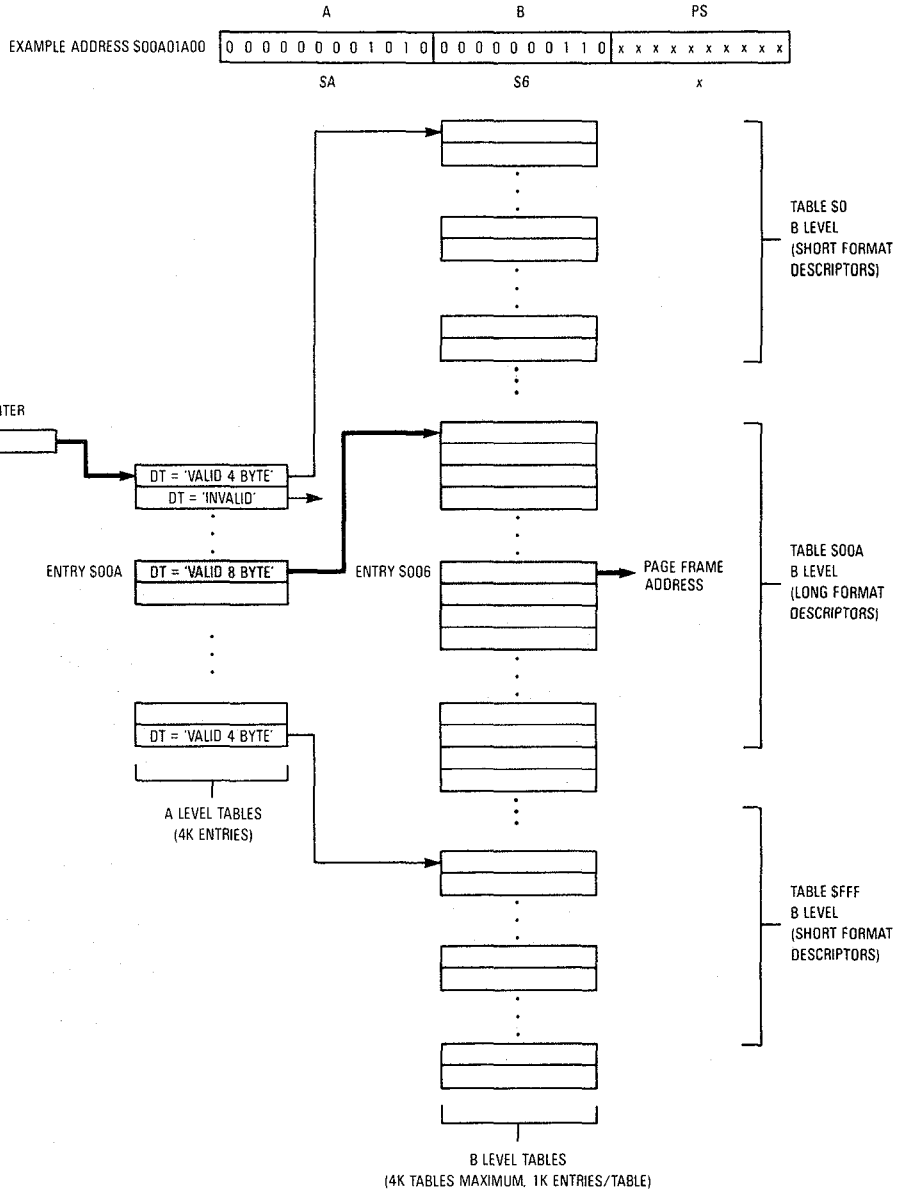 A B PS
EXAMPLE ADDRESS $00A01A00 0 0 0 0 0 0 0 0 1 0 1 0 0 0 0 0 0 0 0 1 1 0 x x x x x x x x x x
$A $6 x
TABLE $0
B LEVEL
(SHORT FORMAT
DESCRIPTORS)
DT = 'VALID 4 BYTE'
DT = 'INVALID'
ENTRY $00A
DT = 'VALID 8 BYTE'
ENTRY $006
PAGE FRAME
ADDRESS
TABLE $00A
B LEVEL
(LONG FORMAT
DESCRIPTORS)
DT = 'VALID 4 BYTE'
A LEVEL TABLES
(4K ENTRIES)
TABLE $FFF
B LEVEL
(SHORT FORMAT
DESCRIPTORS)
B LEVEL TABLES
(4K TABLES MAXIMUM, 1K ENTRIES/TABLE)